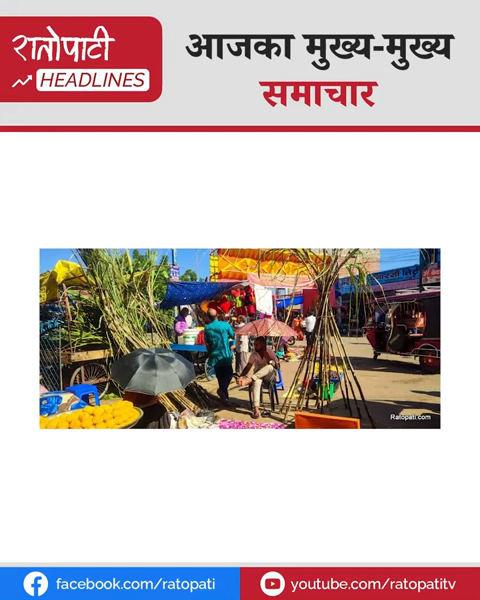 रातोपाटी
HEADLINES
आजका मुख्य-मुख्य
समाचार
Ratopati.com
facebook.com/ratopati
youtube.com/ratopatitv